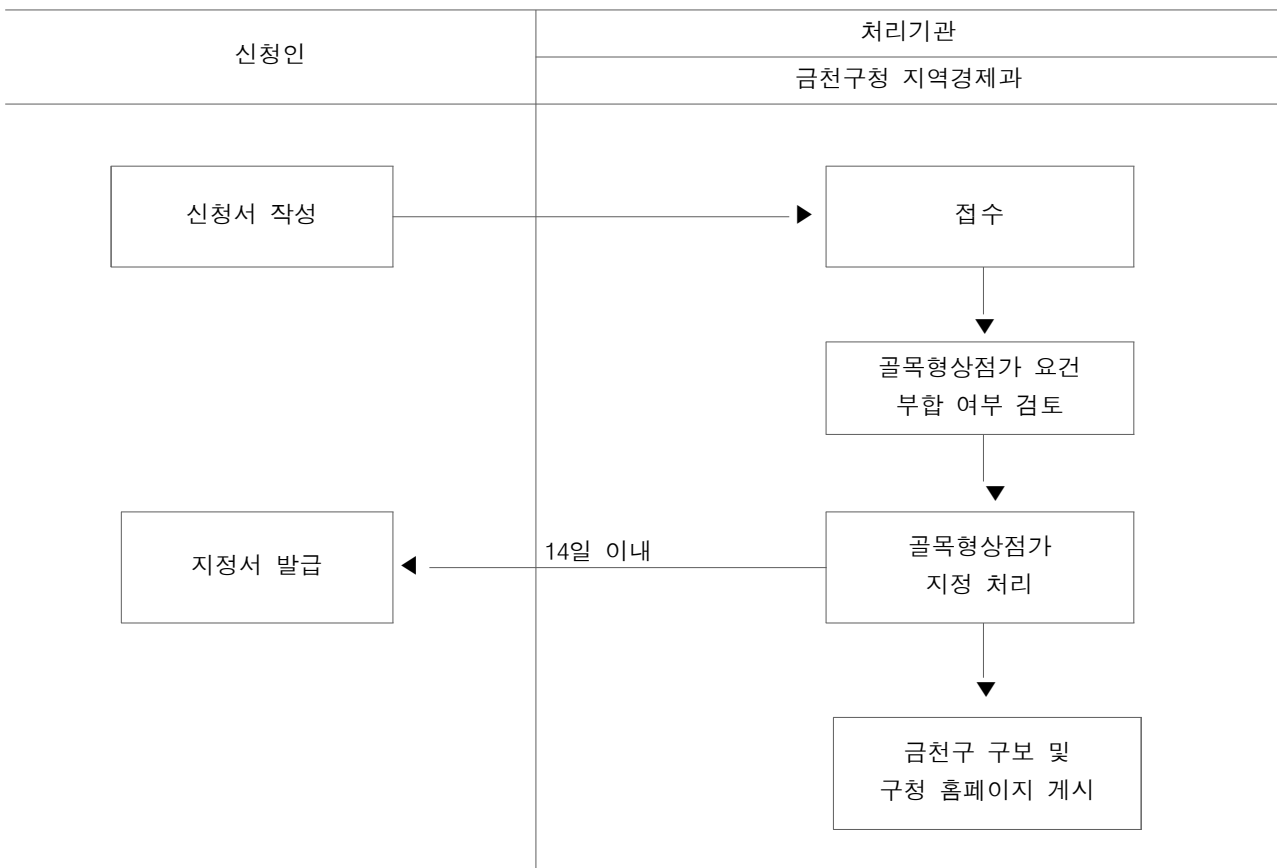 신청인
처리기관
금천구청 지역경제과
신청서 작성
접수
골목형상점가 요건
부합 여부 검토
지정서 발급
14일 이내
골목형상점가
지정 처리
금천구 구보 및
구청 홈페이지 게시